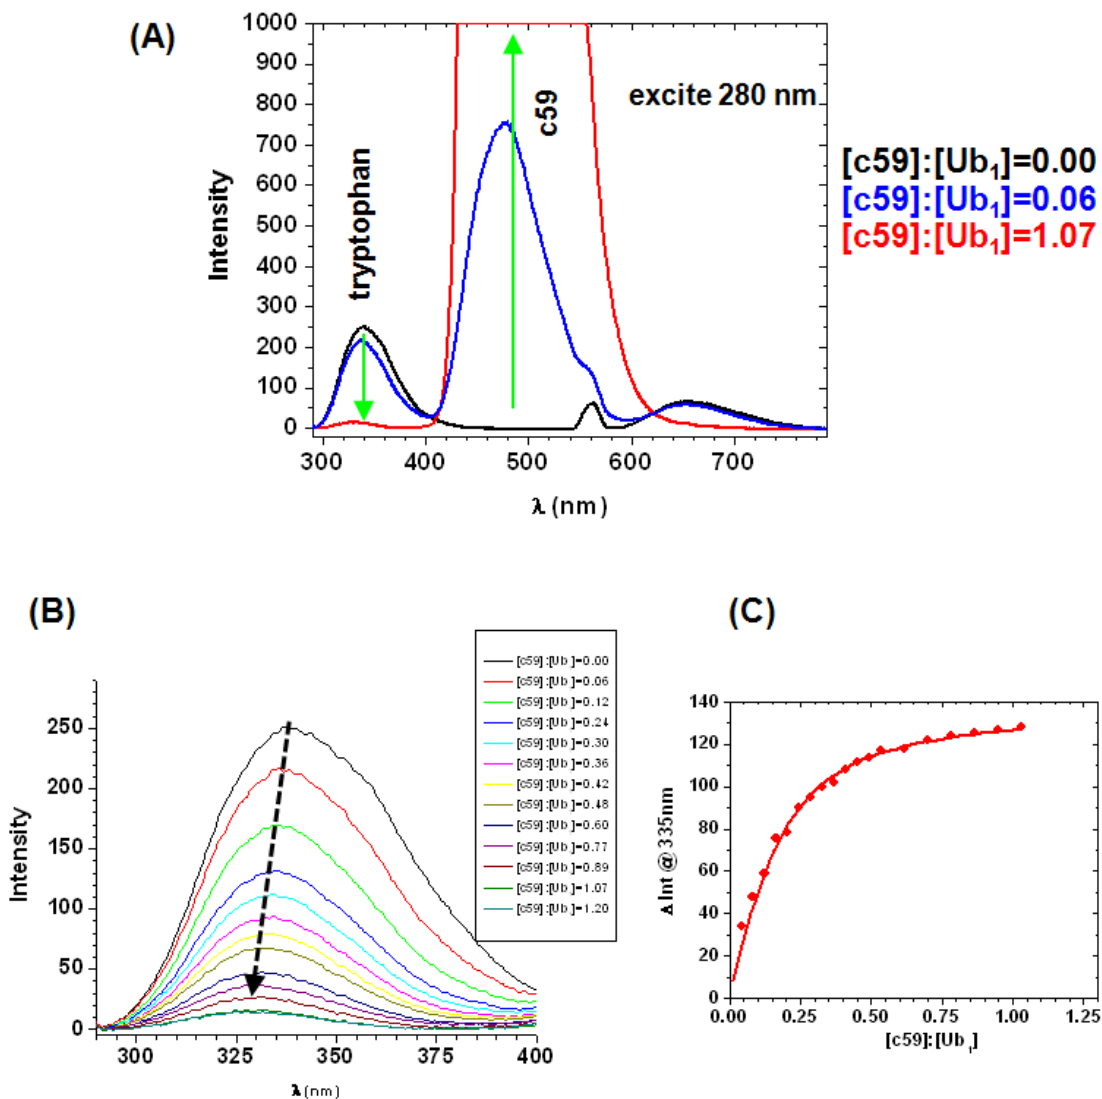 (A)
1000
900
800
700
600
500
400
300
200
100
0
Intensity
tryptophan
c59
excite 280 nm
300 400 500 600 700
λ (nm)
[c59]:[Ub₁]=0.00
[c59]:[Ub₁]=0.06
[c59]:[Ub₁]=1.07
(B)
250
200
150
100
50
0
Intensity
300 325 350 375 400
λ (nm)
[c59]:[Ub ]=0.00
[c59]:[Ub ]=0.06
[c59]:[Ub ]=0.12
[c59]:[Ub ]=0.24
[c59]:[Ub ]=0.30
[c59]:[Ub ]=0.36
[c59]:[Ub ]=0.42
[c59]:[Ub ]=0.48
[c59]:[Ub ]=0.60
[c59]:[Ub ]=0.77
[c59]:[Ub ]=0.89
[c59]:[Ub ]=1.07
[c59]:[Ub ]=1.20
(C)
140
120
100
80
60
40
20
0
Δ Int @ 335nm
0.00 0.25 0.50 0.75 1.00 1.25
[c59]:[Ub₁]